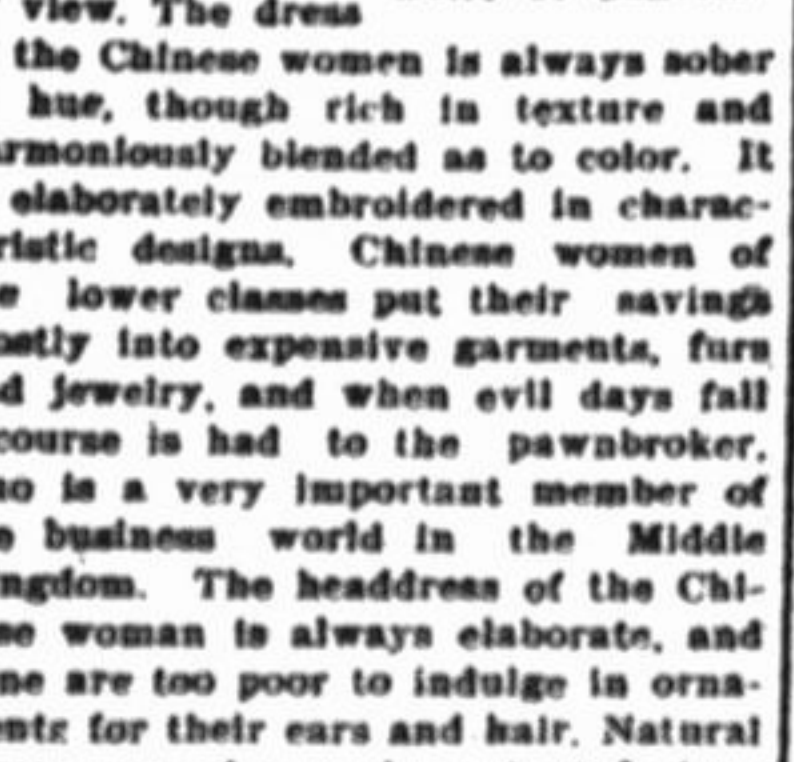 view. The dress
the Chinese women is always sober
hue, though rich in texture and
rmoniously blended as to color. It
elaborately embroidered in charac-
ristic designs. Chinese women of
e lower classes put their savings
ostly into expensive garments, furs
d jewelry, and when evil days fall
course is had to the pawnbroker,
ho is a very important member of
e business world in the Middle
ngdom. The headdress of the Chi-
se woman is always elaborate, and
ne are too poor to indulge in orna-
ents for their ears and hair. Natural